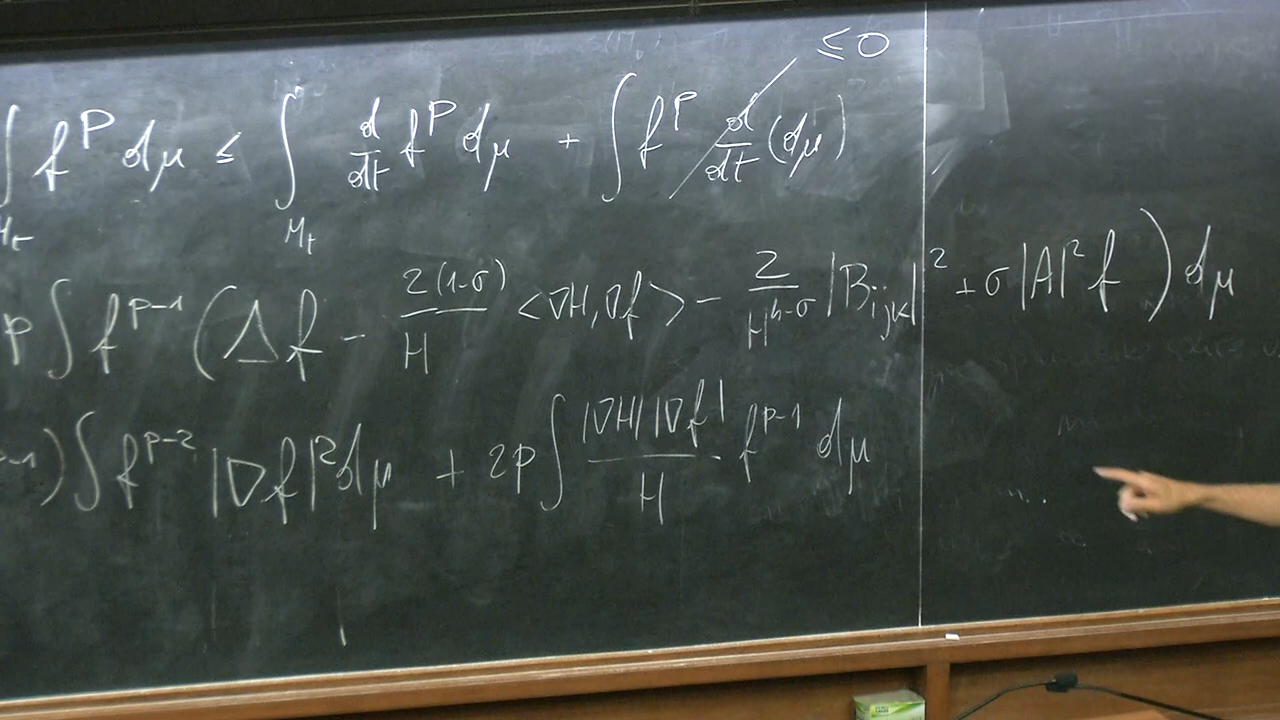 ≤ 0
∫_{M_t} f^p dμ ≤ ∫_{M_t} d/dt f^p dμ + ∫ f^p d/dt (dμ)
p ∫ f^{p-1} ( Δf - 2(1-σ)/H <∇H, ∇f> - 2/H^{4-σ} |B_{ijk}|^2 + σ|A|^2 f ) dμ
-1) ∫ f^{p-2} |∇f|^2 dμ + 2p ∫ |∇H||∇f|/H f^{p-1} dμ